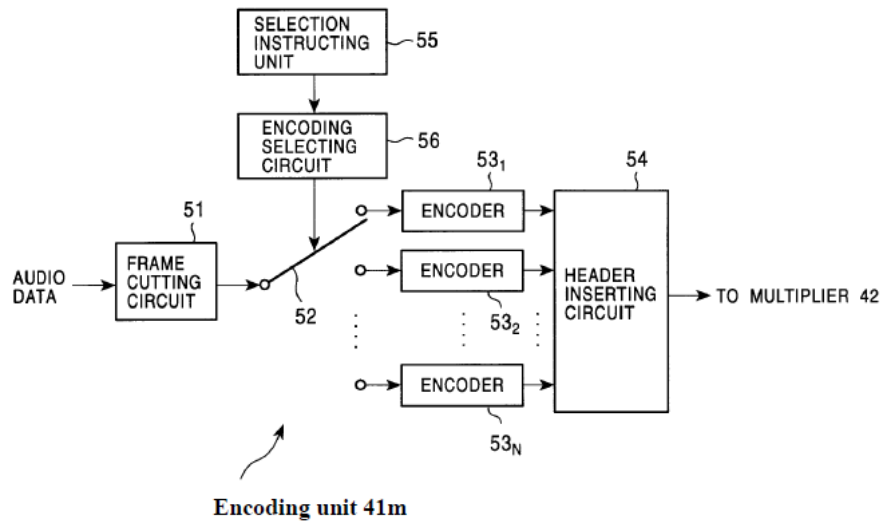 SELECTION
INSTRUCTING
UNIT
55
ENCODING
SELECTING
CIRCUIT
56
51
53₁
54
AUDIO
DATA
FRAME
CUTTING
CIRCUIT
52
ENCODER
ENCODER
53₂
ENCODER
53N
HEADER
INSERTING
CIRCUIT
TO MULTIPLIER 42
Encoding unit 41m